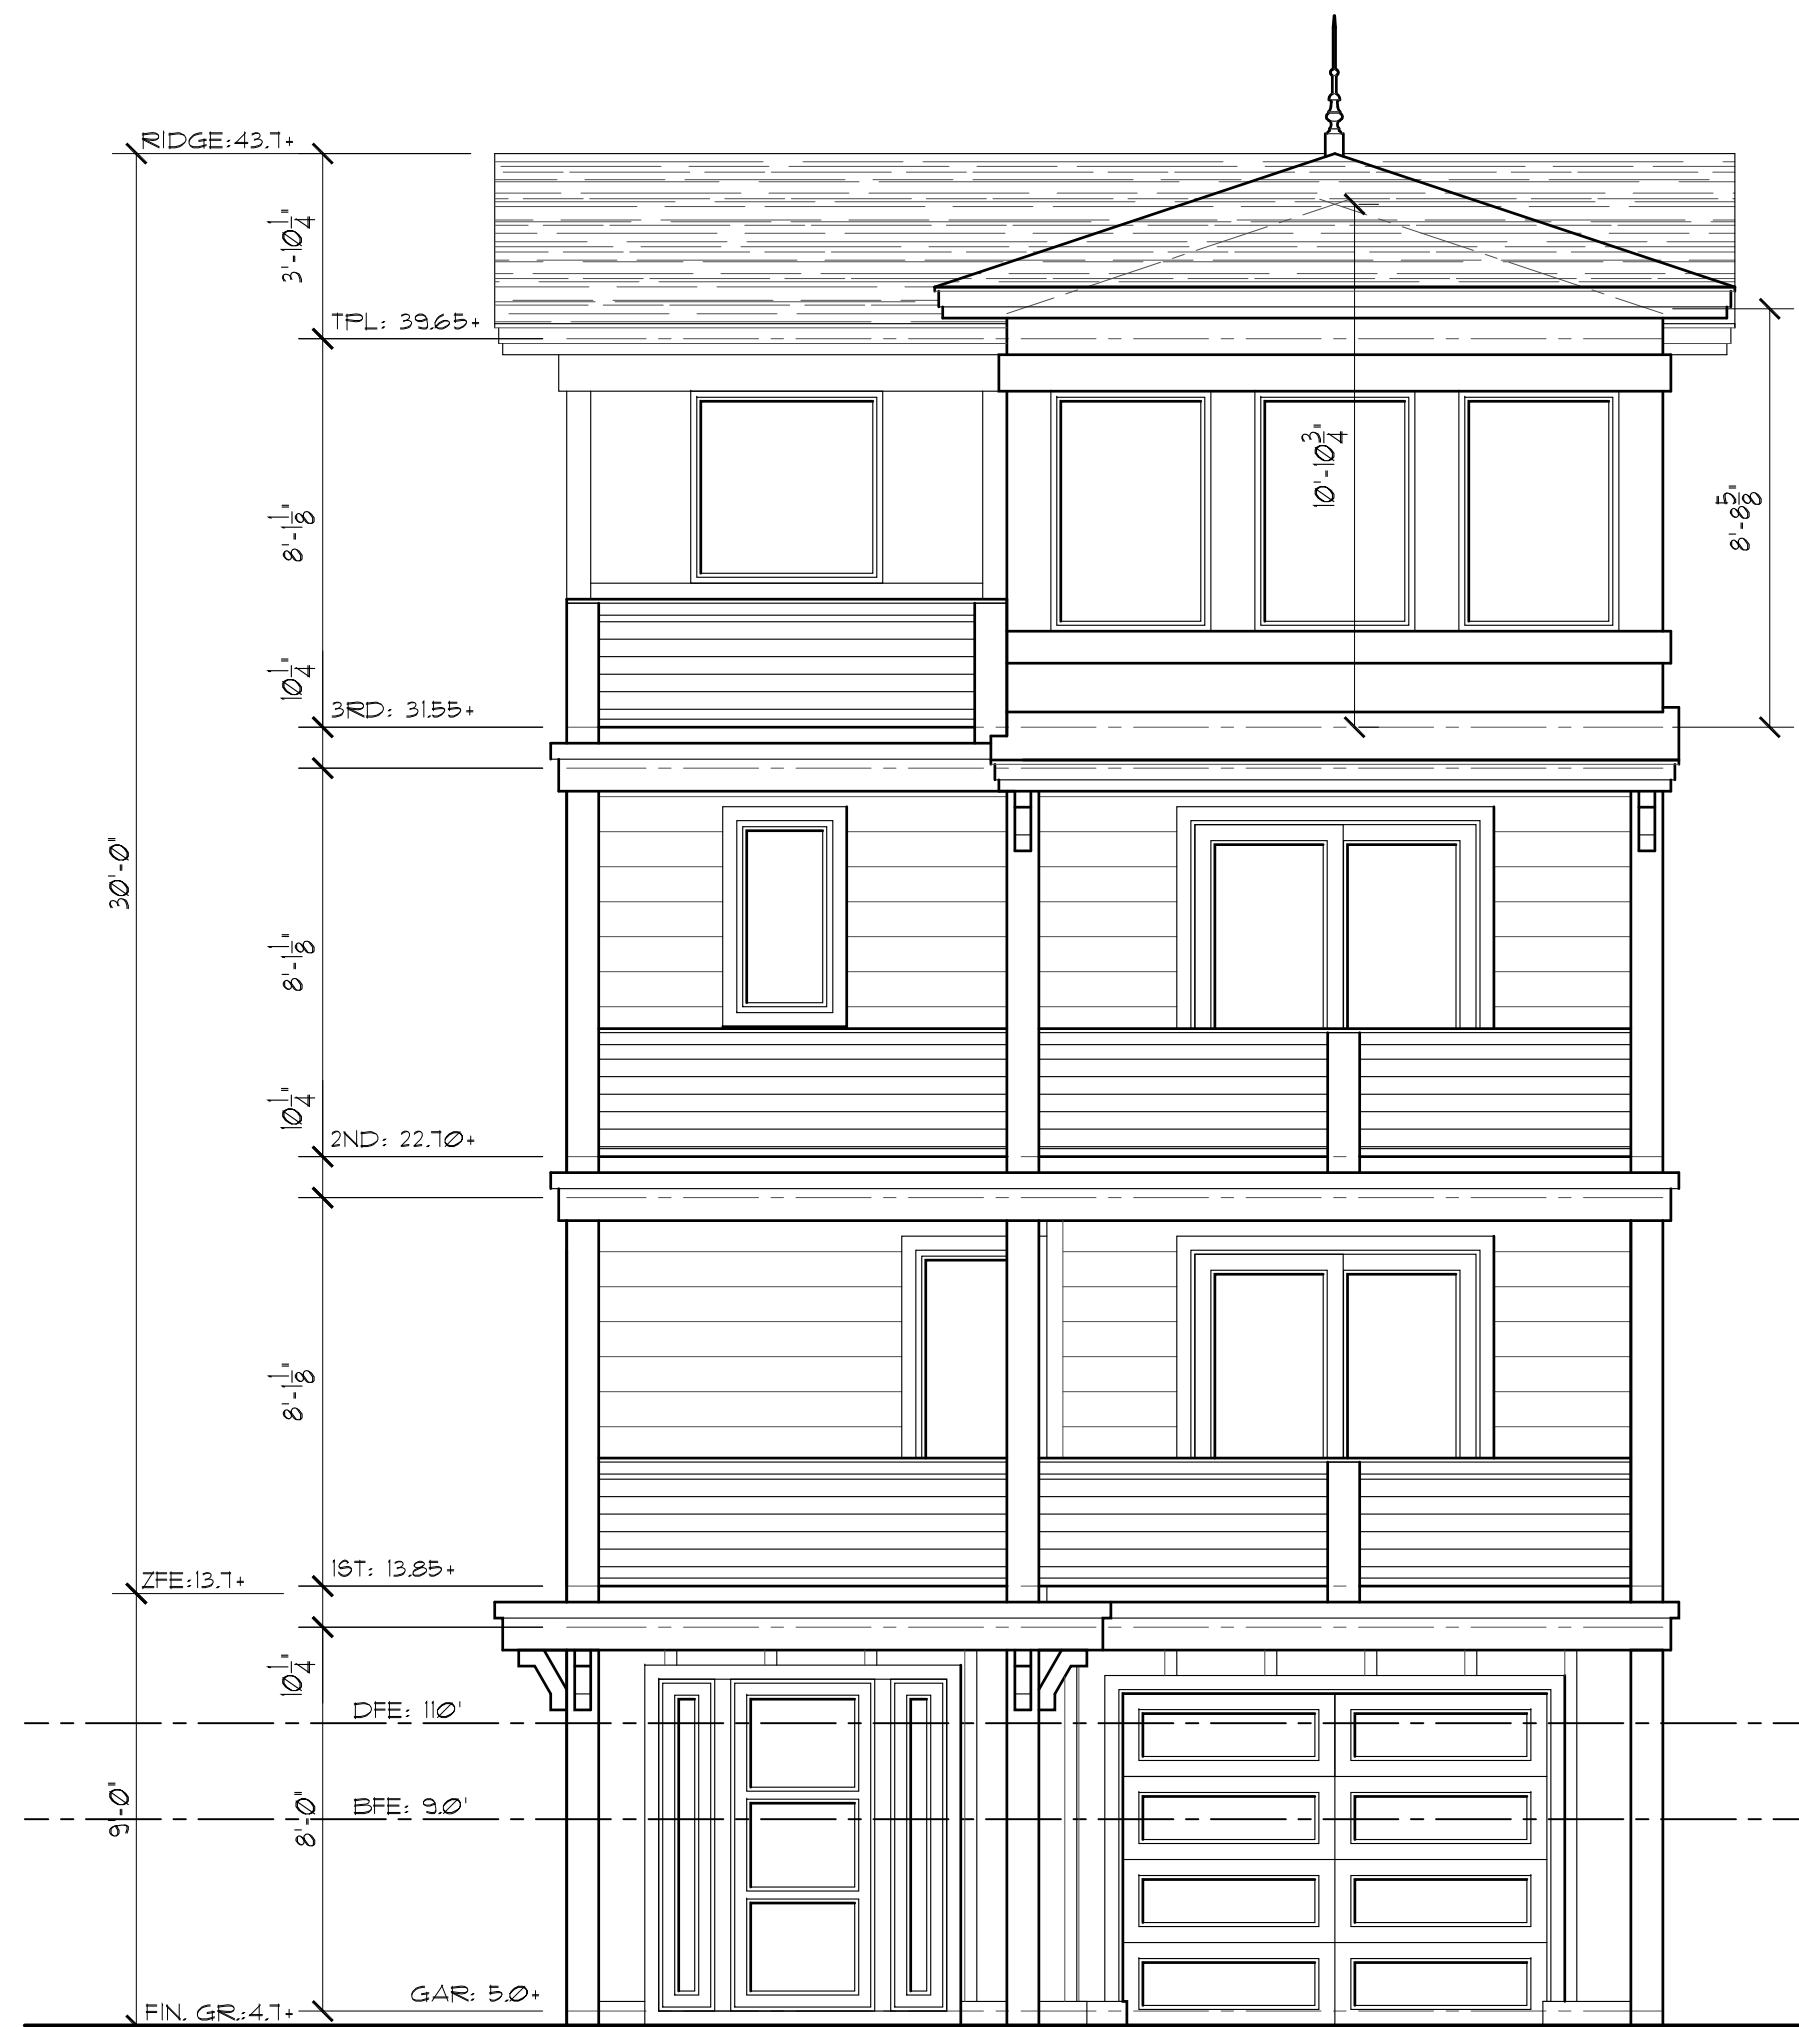 RIDGE:43.7+
3'-10 1/4"
TPL: 39.65+
10'-10 3/4"
8'-8 5/8"
8'-1 1/8"
10 1/4"
3RD: 31.55+
30'-0"
8'-1 1/8"
10 1/4"
2ND: 22.70+
8'-1 1/8"
1ST: 13.85+
ZFE:13.7+
10 1/4"
DFE: 110'
9'-0"
8'-0"
BFE: 9.0'
GAR: 5.0+
FIN. GR.:4.7+